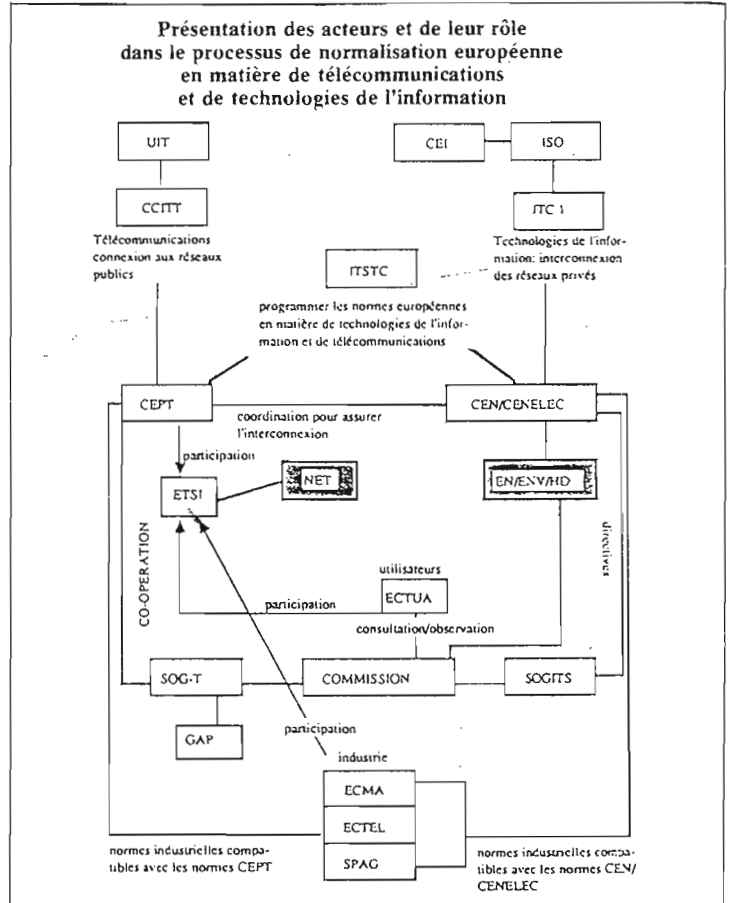 Présentation des acteurs et de leur rôle
dans le processus de normalisation européenne
en matière de télécommunications
et de technologies de l'information
UIT
CEI
ISO
CCITT
ITC 1
Télécommunications
connexion aux réseaux
publics
Technologies de l'infor-
mation: interconnexion
des réseaux privés
ITSTC
programmer les normes européennes
en matière de technologies de l'infor-
mation et de télécommunications
CEPT
CEN/CENELEC
coordination pour assurer
l'interconnexion
participation
ETSI
NET
EN/ENV/HD
CO-OPERATION
directives
utilisateurs
ECTUA
participation
consultation/observation
SOG-T
COMMISSION
SOGITS
GAP
participation
industrie
ECMA
ECTEL
SPAG
normes industrielles compa-
tibles avec les normes CEPT
normes industrielles compa-
tibles avec les normes CEN/
CENELEC